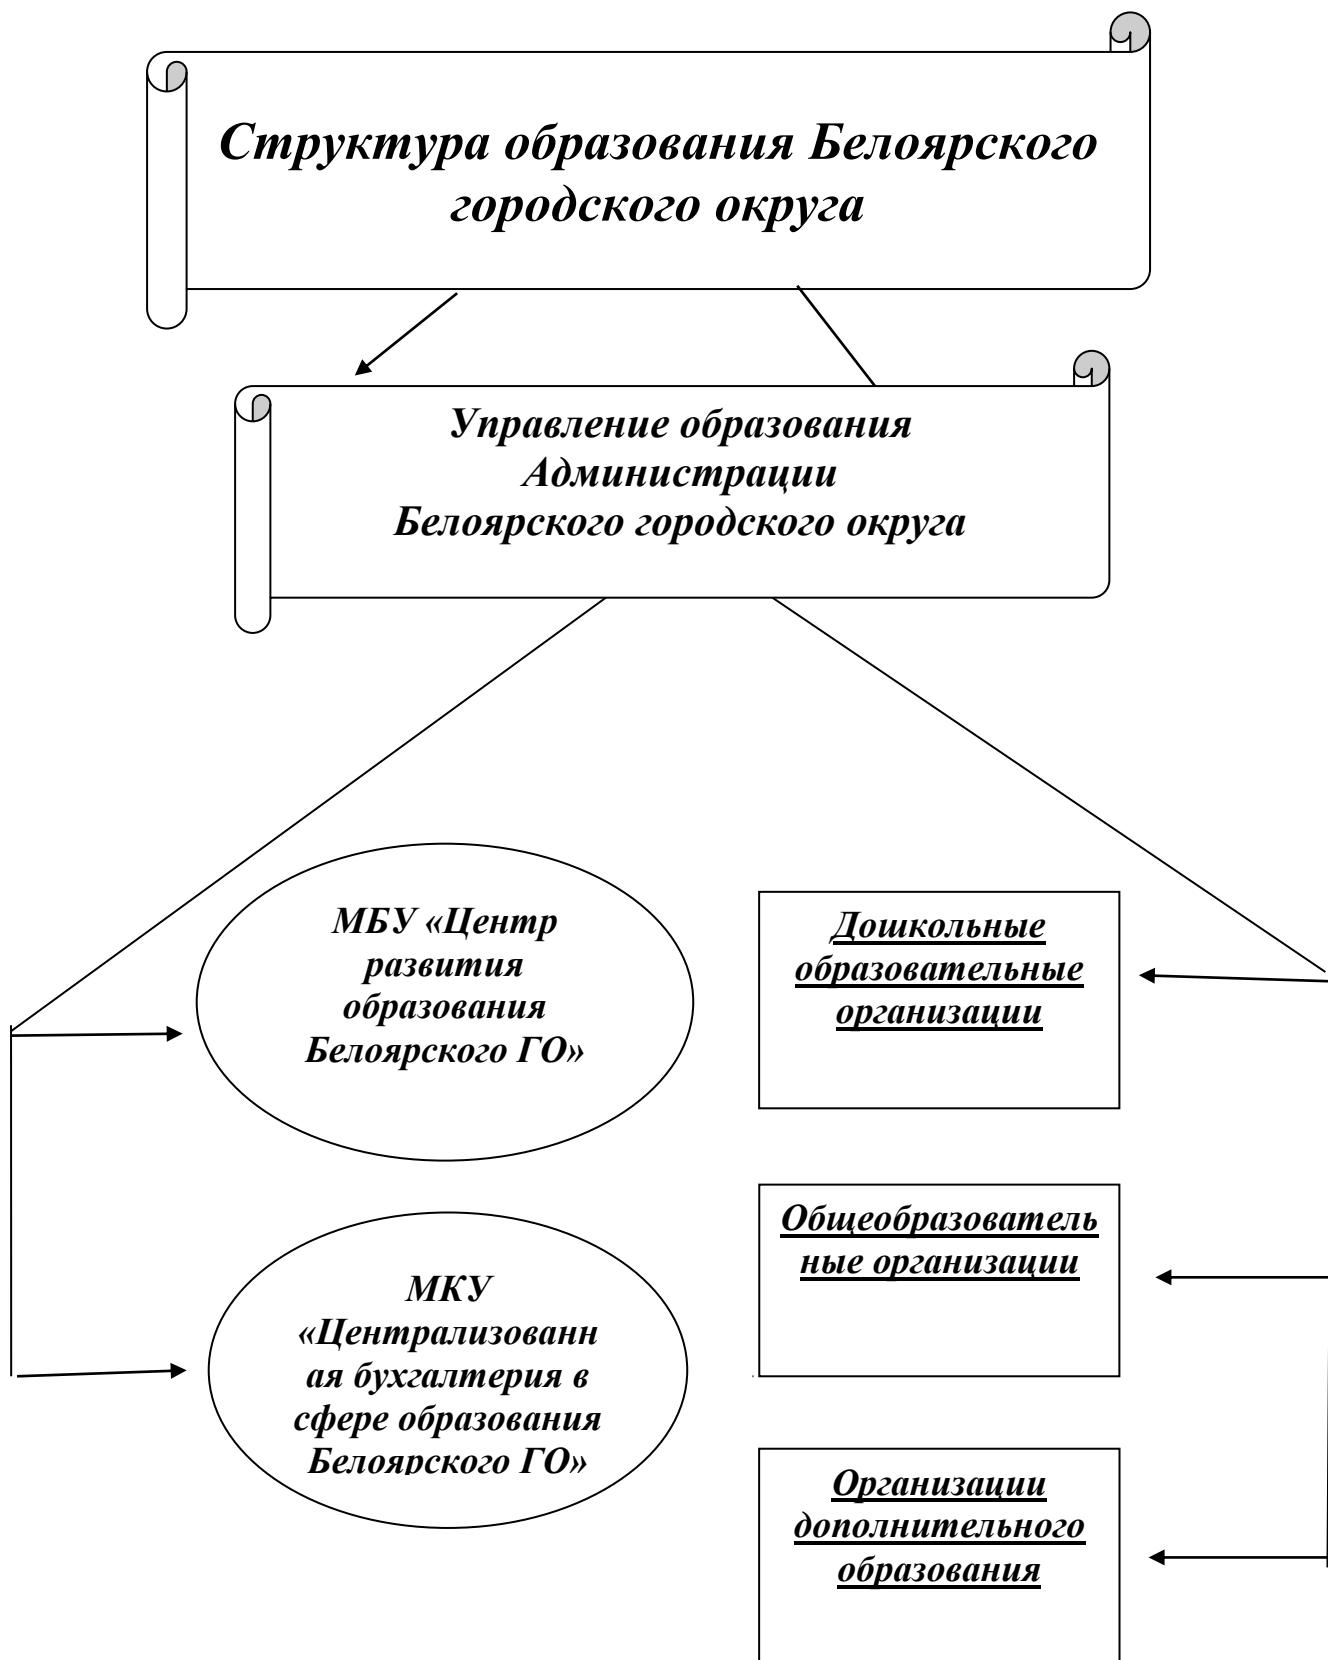 Структура образования Белоярского
городского округа
Управление образования
Администрации
Белоярского городского округа
МБУ «Центр
развития
образования
Белоярского ГО»
МКУ
«Централизованн
ая бухгалтерия в
сфере образования
Белоярского ГО»
Дошкольные
образовательные
организации
Общеобразователь
ные организации
Организации
дополнительного
образования